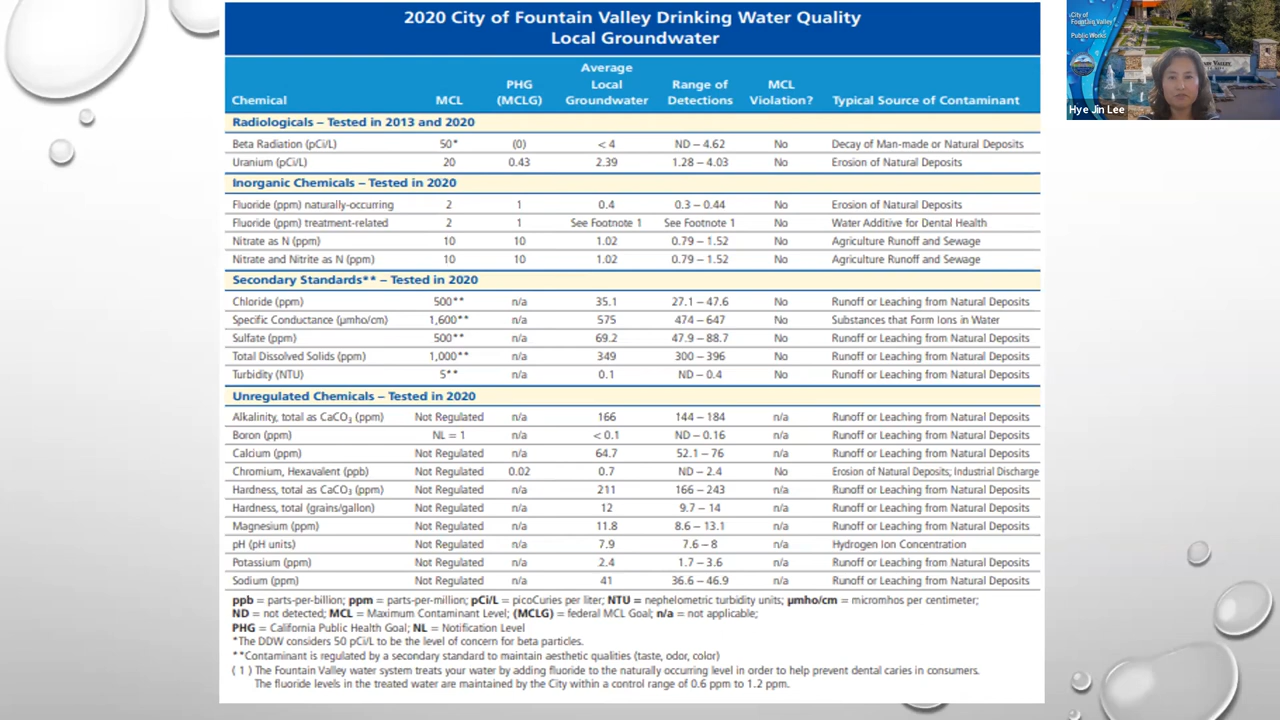 2020 City of Fountain Valley Drinking Water Quality
Local Groundwater
Chemical MCL PHG (MCLG) Average Local Groundwater Range of Detections MCL Violation? Typical Source of Contaminant
Radiologicals – Tested in 2013 and 2020
Beta Radiation (pCi/L) 50* (0) < 4 ND – 4.62 No Decay of Man-made or Natural Deposits
Uranium (pCi/L) 20 0.43 2.39 1.28 – 4.03 No Erosion of Natural Deposits
Inorganic Chemicals – Tested in 2020
Fluoride (ppm) naturally-occurring 2 1 0.4 0.3 – 0.44 No Erosion of Natural Deposits
Fluoride (ppm) treatment-related 2 1 See Footnote 1 See Footnote 1 No Water Additive for Dental Health
Nitrate as N (ppm) 10 10 1.02 0.79 – 1.52 No Agriculture Runoff and Sewage
Nitrate and Nitrite as N (ppm) 10 10 1.02 0.79 – 1.52 No Agriculture Runoff and Sewage
Secondary Standards** – Tested in 2020
Chloride (ppm) 500** n/a 35.1 27.1 – 47.6 No Runoff or Leaching from Natural Deposits
Specific Conductance (µmho/cm) 1,600** n/a 575 474 – 647 No Substances that Form Ions in Water
Sulfate (ppm) 500** n/a 69.2 47.9 – 88.7 No Runoff or Leaching from Natural Deposits
Total Dissolved Solids (ppm) 1,000** n/a 349 300 – 396 No Runoff or Leaching from Natural Deposits
Turbidity (NTU) 5** n/a 0.1 ND – 0.4 No Runoff or Leaching from Natural Deposits
Unregulated Chemicals – Tested in 2020
Alkalinity, total as CaCO₃ (ppm) Not Regulated n/a 166 144 – 184 n/a Runoff or Leaching from Natural Deposits
Boron (ppm) NL = 1 n/a < 0.1 ND – 0.16 n/a Runoff or Leaching from Natural Deposits
Calcium (ppm) Not Regulated n/a 64.7 52.1 – 76 n/a Runoff or Leaching from Natural Deposits
Chromium, Hexavalent (ppb) Not Regulated 0.02 0.7 ND – 2.4 No Erosion of Natural Deposits; Industrial Discharge
Hardness, total as CaCO₃ (ppm) Not Regulated n/a 211 166 – 243 n/a Runoff or Leaching from Natural Deposits
Hardness, total (grains/gallon) Not Regulated n/a 12 9.7 – 14 n/a Runoff or Leaching from Natural Deposits
Magnesium (ppm) Not Regulated n/a 11.8 8.6 – 13.1 n/a Runoff or Leaching from Natural Deposits
pH (pH units) Not Regulated n/a 7.9 7.6 – 8 n/a Hydrogen Ion Concentration
Potassium (ppm) Not Regulated n/a 2.4 1.7 – 3.6 n/a Runoff or Leaching from Natural Deposits
Sodium (ppm) Not Regulated n/a 41 36.6 – 46.9 n/a Runoff or Leaching from Natural Deposits
ppb = parts-per-billion; ppm = parts-per-million; pCi/L = picoCuries per liter; NTU = nephelometric turbidity units; µmho/cm = micromhos per centimeter;
ND = not detected; MCL = Maximum Contaminant Level; (MCLG) = federal MCL Goal; n/a = not applicable;
PHG = California Public Health Goal; NL = Notification Level
*The DDW considers 50 pCi/L to be the level of concern for beta particles.
**Contaminant is regulated by a secondary standard to maintain aesthetic qualities (taste, odor, color)
( 1 ) The Fountain Valley water system treats your water by adding fluoride to the naturally occurring level in order to help prevent dental caries in consumers.
The fluoride levels in the treated water are maintained by the City within a control range of 0.6 ppm to 1.2 ppm.
City of
Fountain Valley
Public Works
Hye Jin Lee